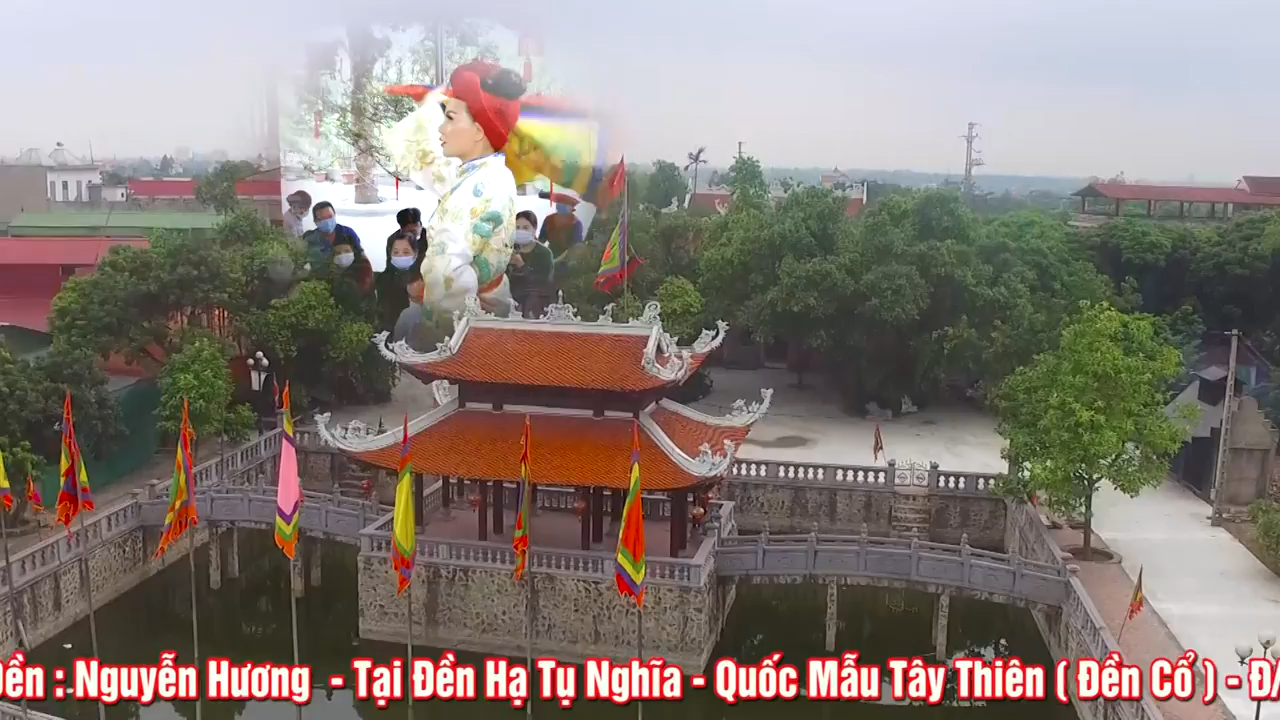 Đền : Nguyễn Hương - Tại Đền Hạ Tụ Nghĩa - Quốc Mẫu Tây Thiên ( Đền Cổ ) -